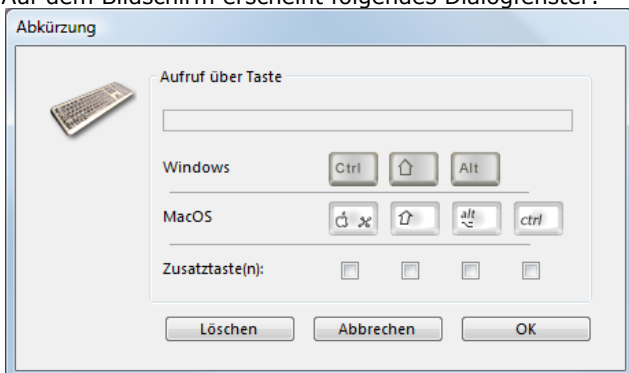 Auf dem Bildschirm erscheint folgendes Dialogfenster:
Abkürzung
Aufruf über Taste
Windows Ctrl Alt
MacOS alt ctrl
Zusatztaste(n):
Löschen Abbrechen OK